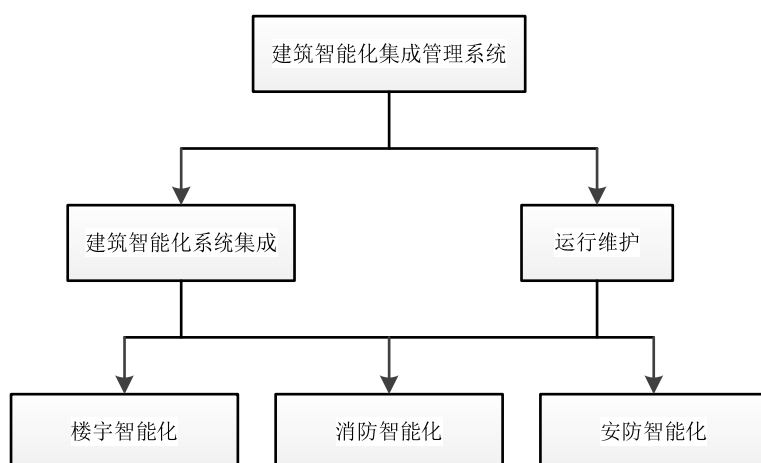 建筑智能化集成管理系统
建筑智能化系统集成
运行维护
楼宇智能化
消防智能化
安防智能化